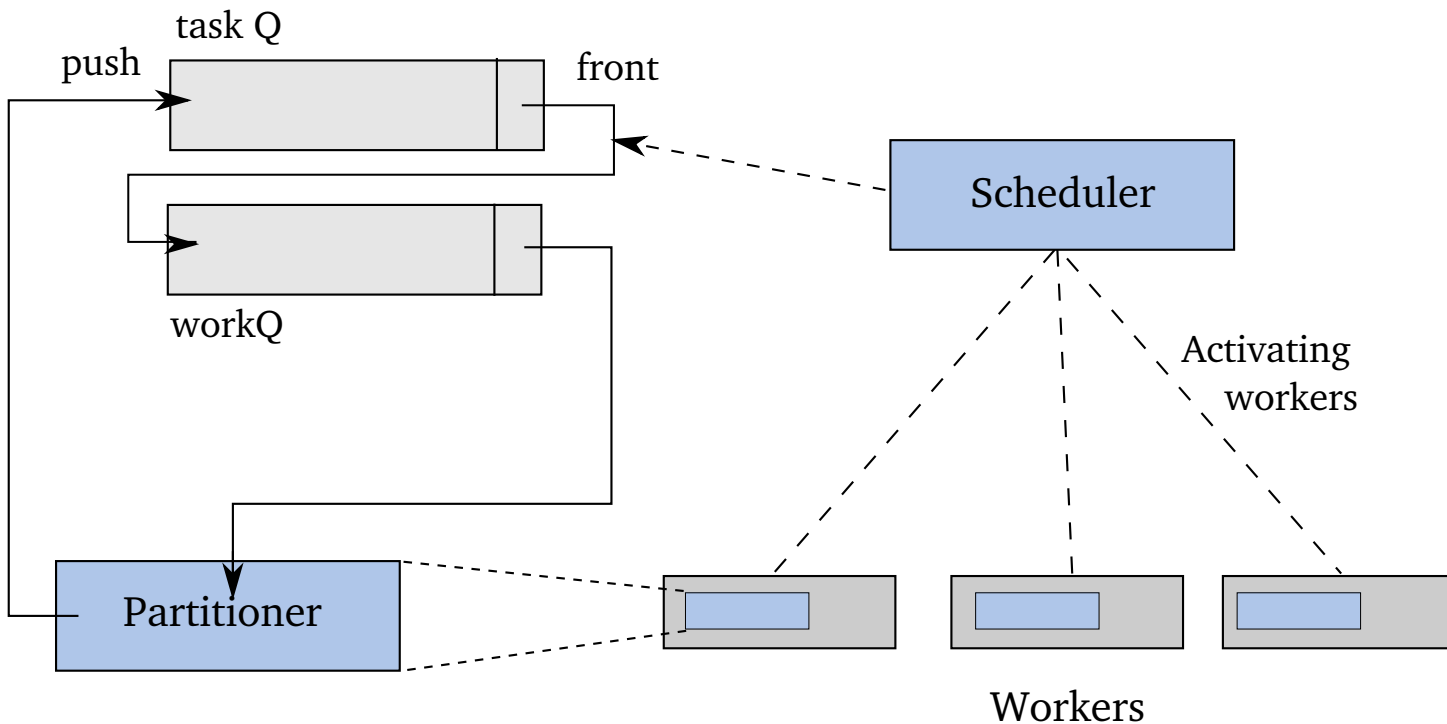 task Q
push
front
Scheduler
workQ
Activating
workers
Partitioner
Workers